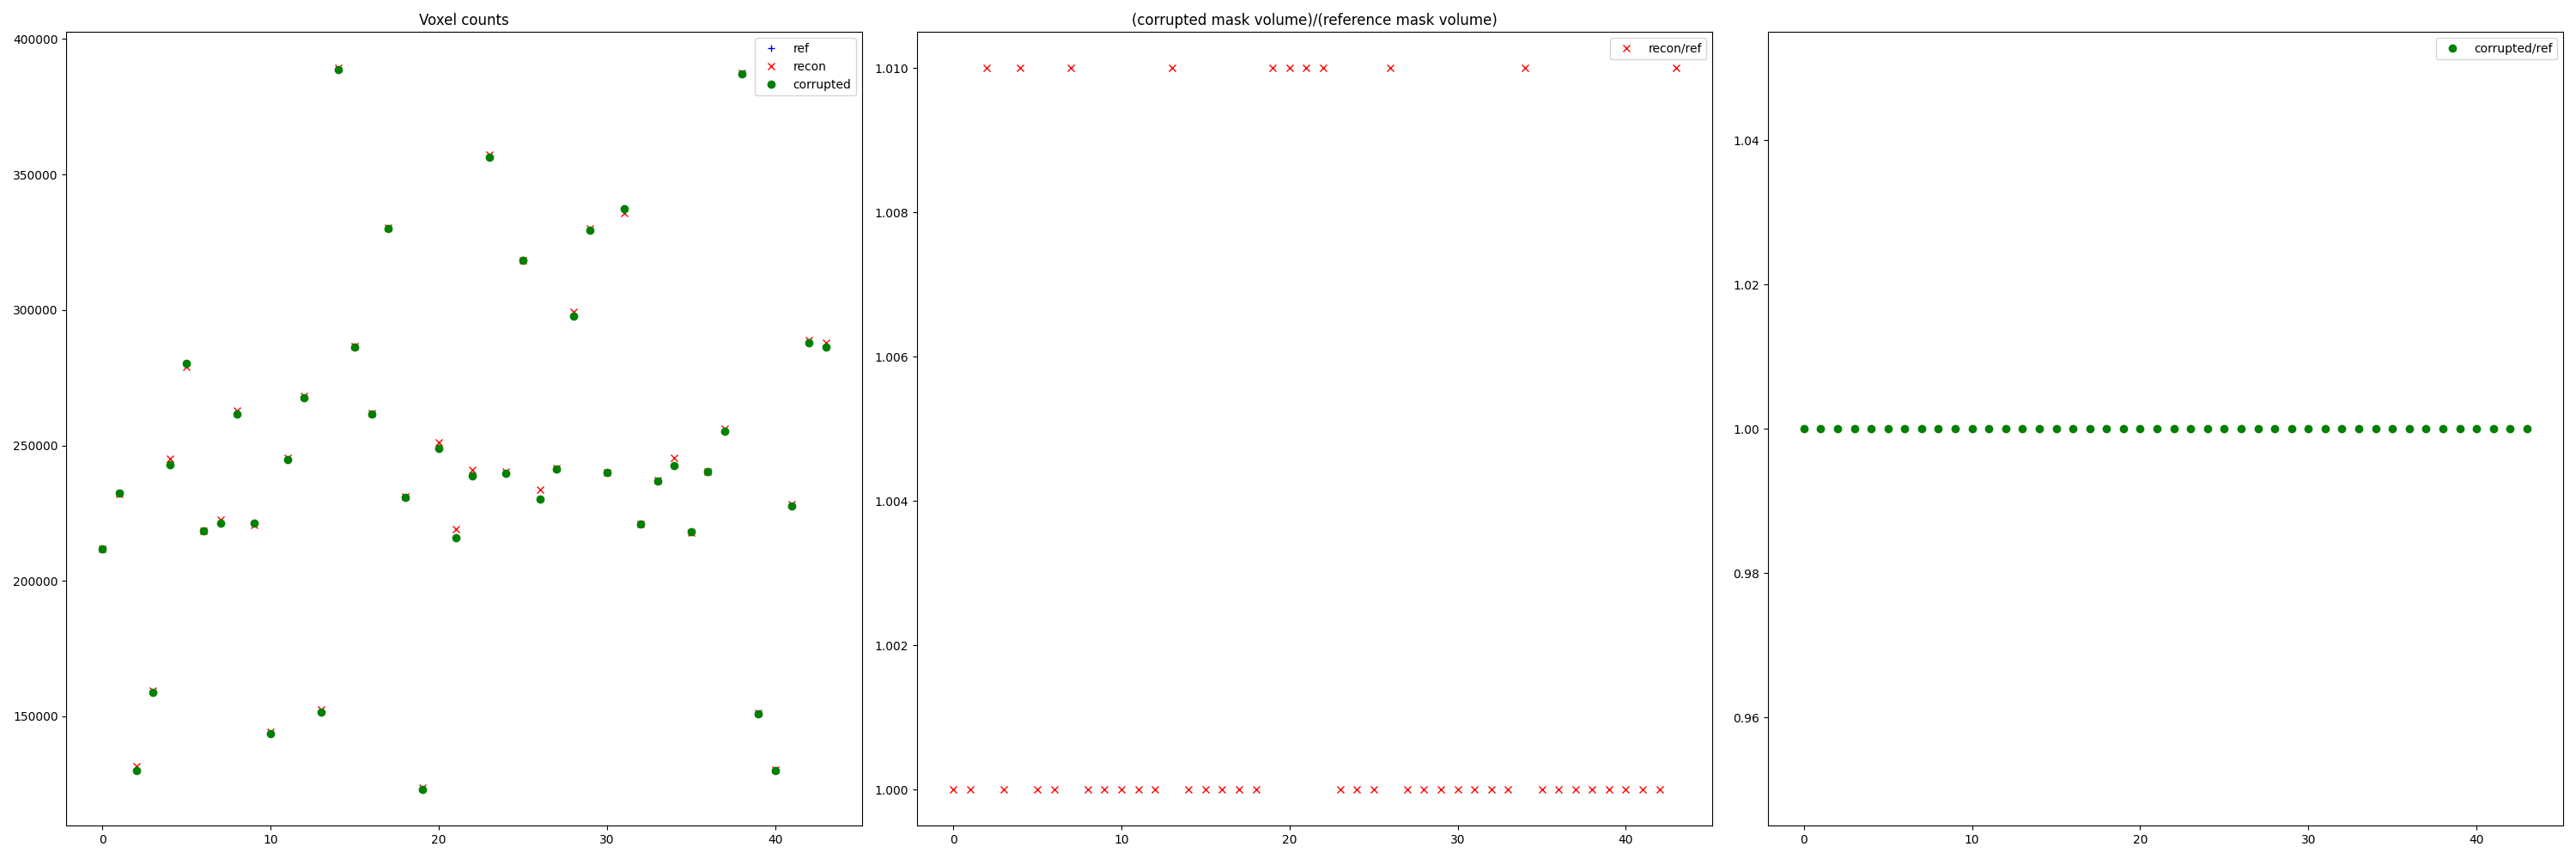 Voxel counts
400000
350000
300000
250000
200000
150000
0 10 20 30 40
ref
recon
corrupted
(corrupted mask volume)/(reference mask volume)
1.010
1.008
1.006
1.004
1.002
1.000
0 10 20 30 40
recon/ref
1.04
1.02
1.00
0.98
0.96
0 10 20 30 40
corrupted/ref